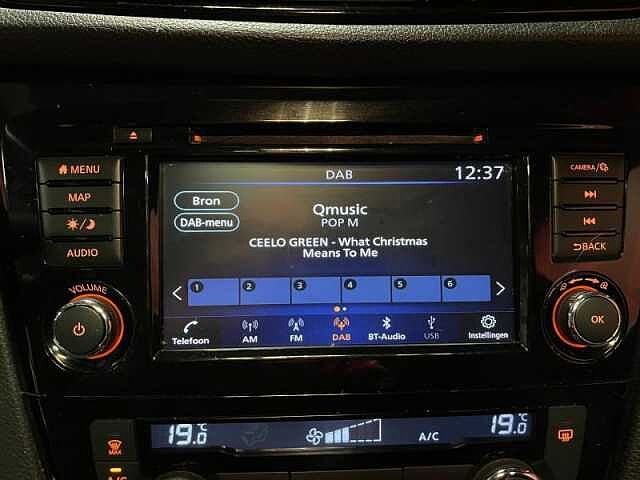 MENU
MAP
AUDIO
VOLUME
DAB
12:37
Bron
DAB-menu
Qmusic
POP M
CEELO GREEN - What Christmas
Means To Me
1 2 3 4 5 6
Telefoon AM FM DAB BT-Audio USB Instellingen
CAMERA/
BACK
OK
MAX
A/C
19.0°C
A/C
19.0°C